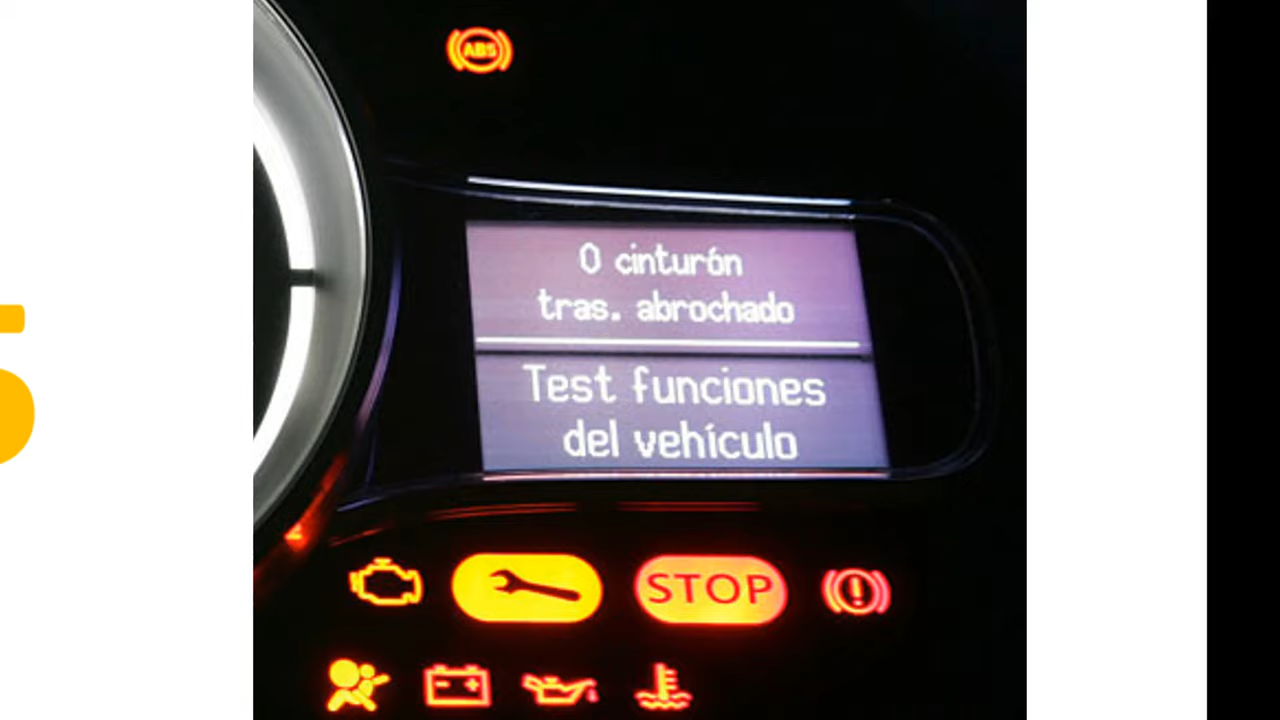 ABS
0 cinturón
tras. abrochado
Test funciones
del vehículo
STOP